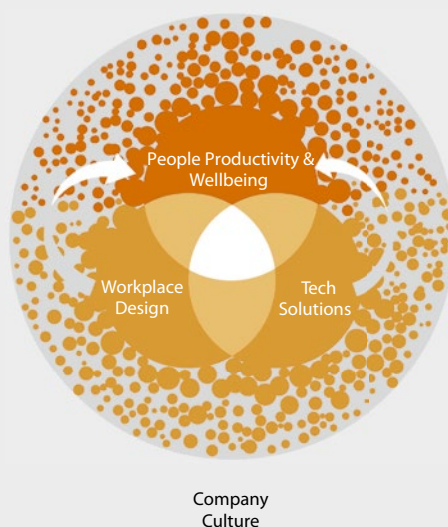 People Productivity &
Wellbeing
Workplace
Design
Tech
Solutions
Company
Culture